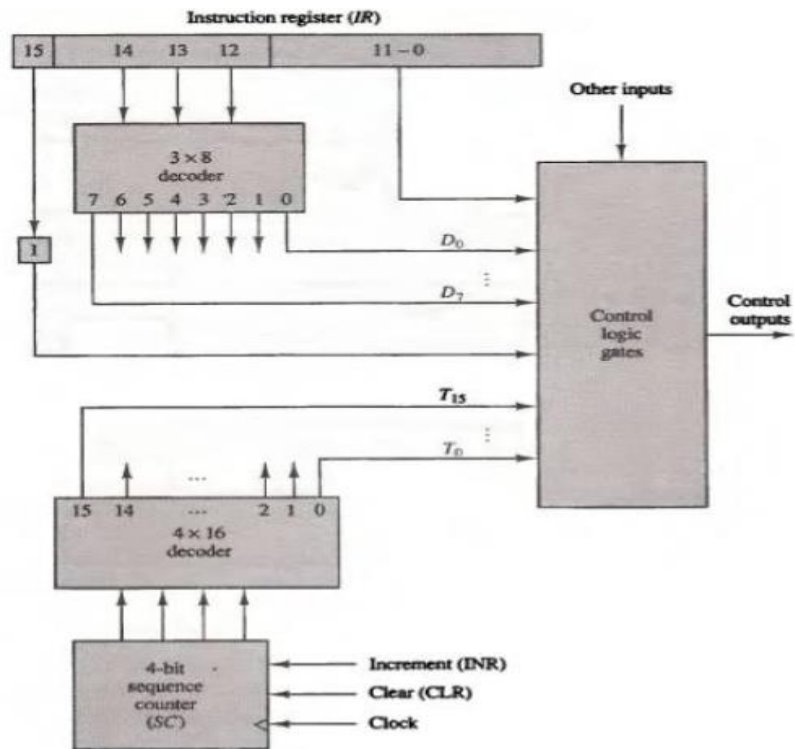 Instruction register (IR)
15 14 13 12 11 – 0
Other inputs
3 × 8
decoder
7 6 5 4 3 2 1 0
I
D0
...
D7
Control
logic
gates
Control
outputs
T15
...
T0
15 14 ... 2 1 0
4 × 16
decoder
4-bit
sequence
counter
(SC)
Increment (INR)
Clear (CLR)
Clock